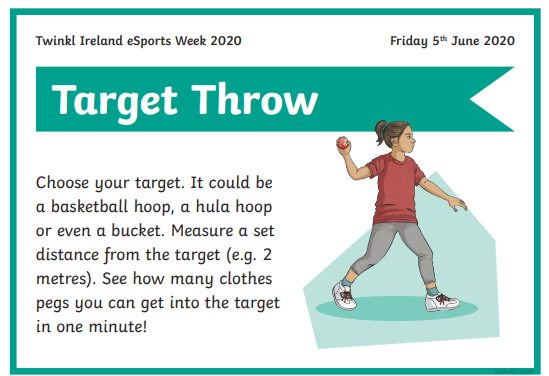 Twinkl Ireland eSports Week 2020
Friday 5th June 2020
Target Throw
Choose your target. It could be
a basketball hoop, a hula hoop
or even a bucket. Measure a set
distance from the target (e.g. 2
metres). See how many clothes
pegs you can get into the target
in one minute!
twinkl.com